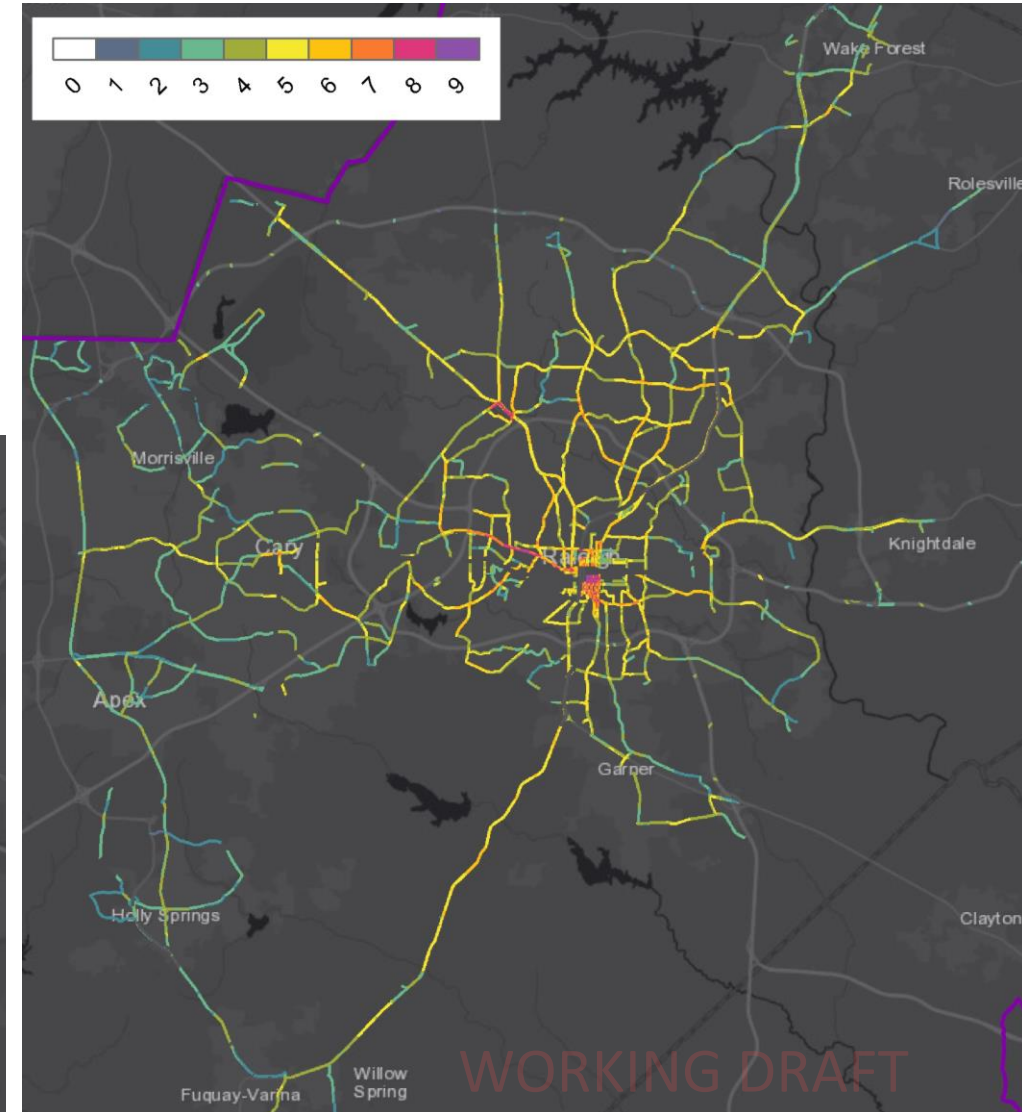 0 1 2 3 4 5 6 7 8 9
Wake Forest
Rolesville
Morrisville
Cary
Raleigh
Knightdale
Apex
Garner
Holly Springs
Clayton
WORKING DRAFT
Willow
Spring
Fuquay-Varina